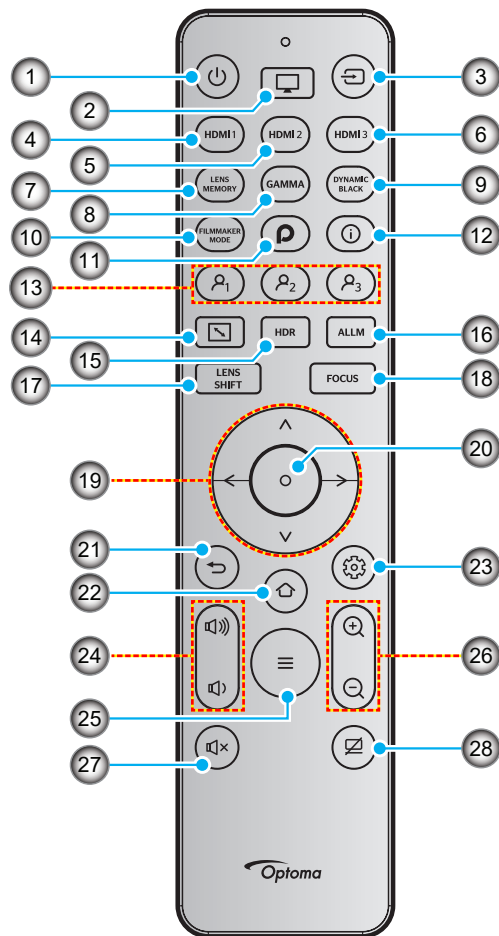 1
2
3
HDMI 1
HDMI 2
HDMI 3
4
5
6
LENS
MEMORY
GAMMA
DYNAMIC
BLACK
7
8
9
FILMMAKER
MODE
10
11
12
13
1
2
3
14
HDR
ALLM
15
16
LENS
SHIFT
FOCUS
17
18
19
20
21
22
23
24
25
26
27
28
Optoma